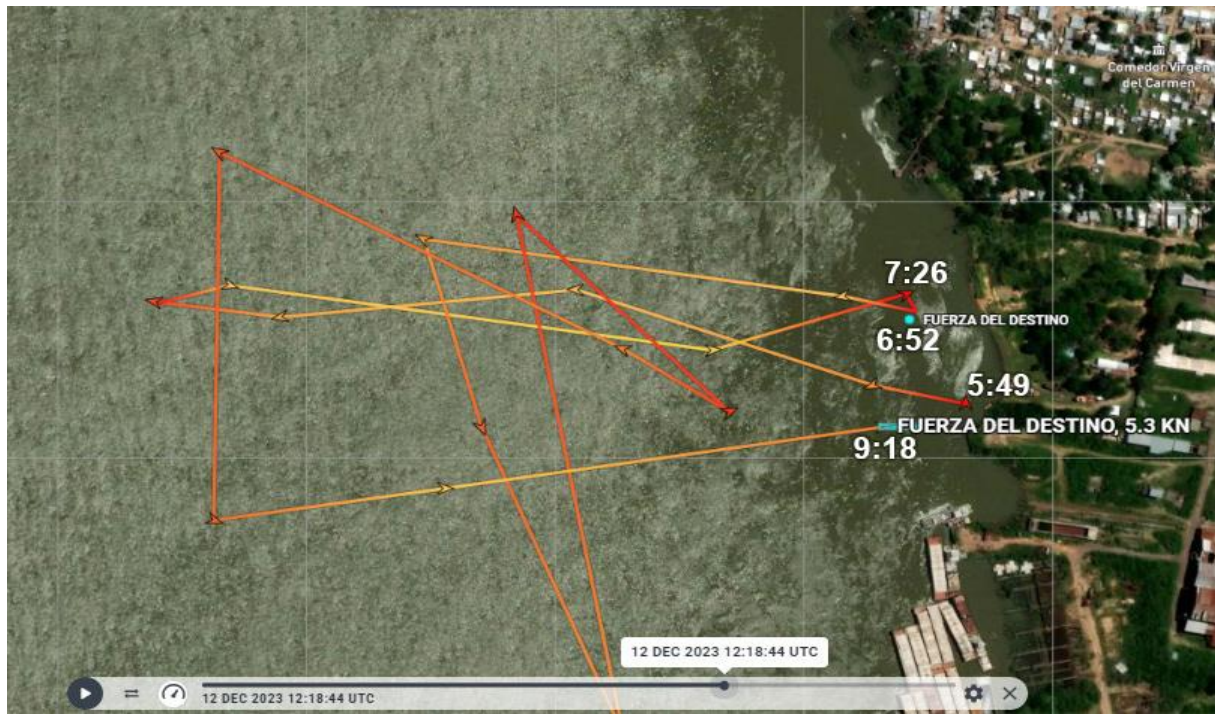 Comedor Virgen
del Carmen
7:26
FUERZA DEL DESTINO
6:52
5:49
FUERZA DEL DESTINO, 5.3 KN
9:18
12 DEC 2023 12:18:44 UTC
12 DEC 2023 12:18:44 UTC